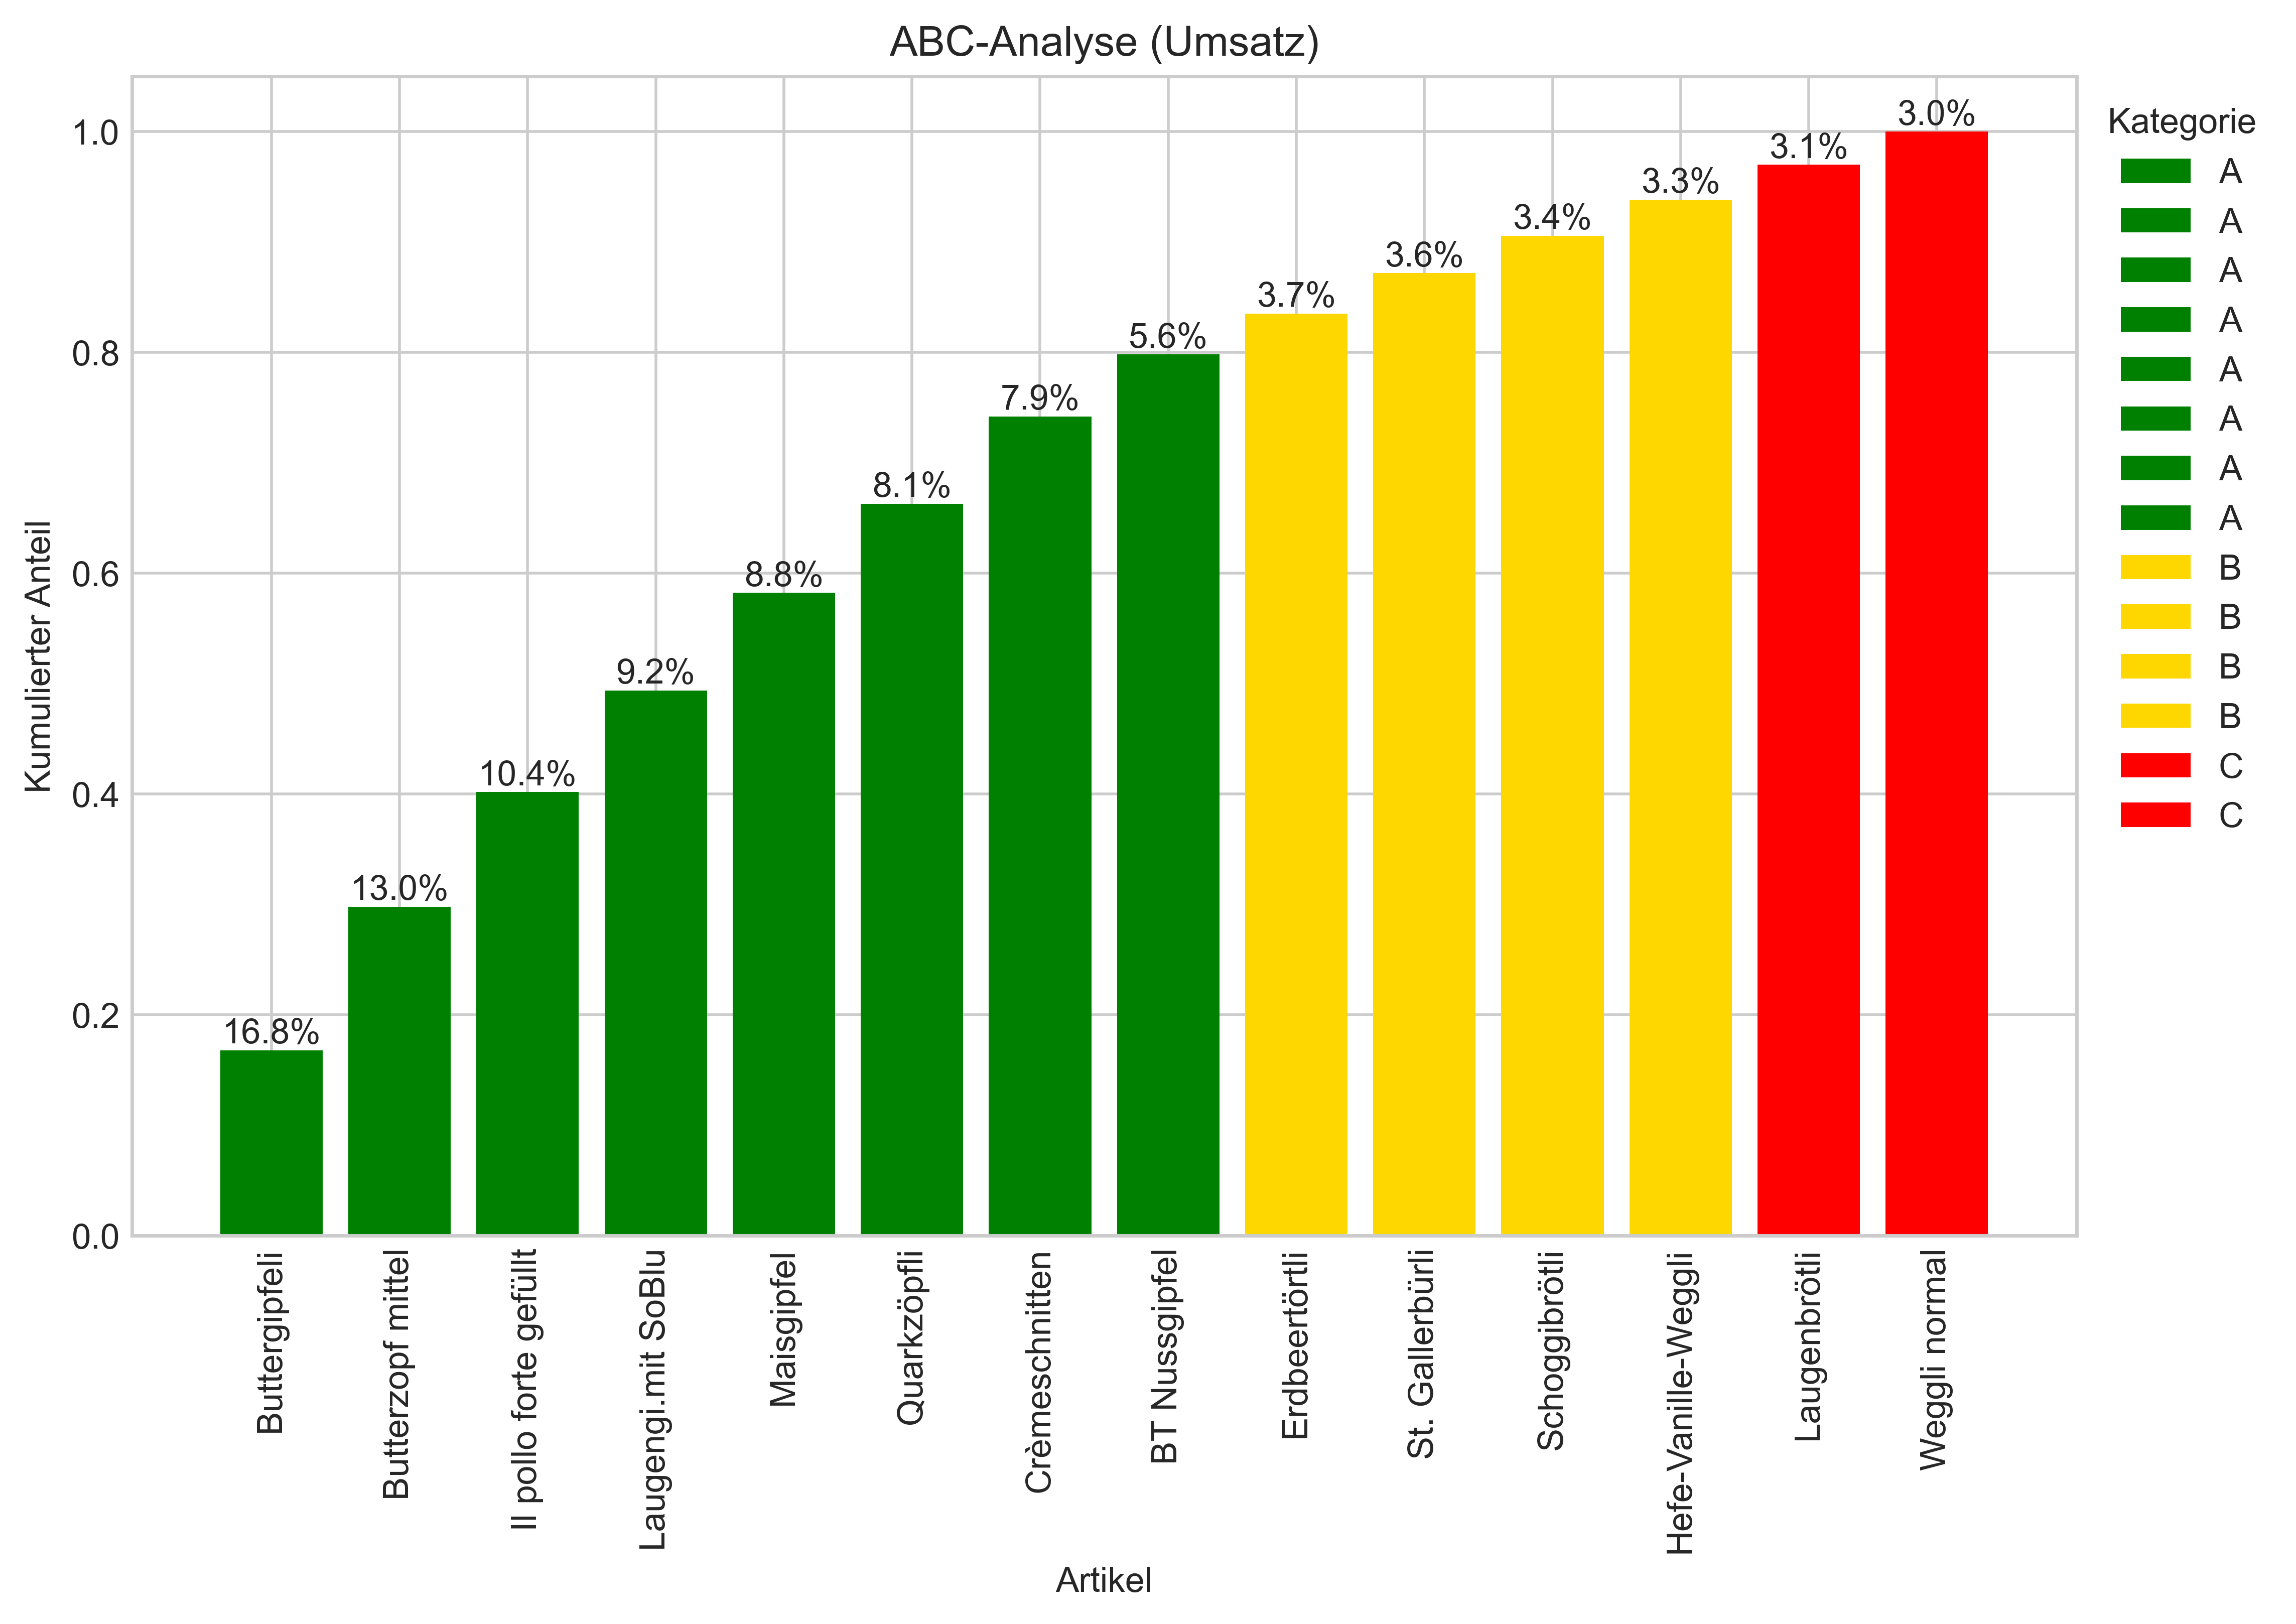 ABC-Analyse (Umsatz)
Kumulierter Anteil
1.0
0.8
0.6
0.4
0.2
0.0
16.8%
13.0%
10.4%
9.2%
8.8%
8.1%
7.9%
5.6%
3.7%
3.6%
3.4%
3.3%
3.1%
3.0%
Buttergipfeli
Butterzopf mittel
Il pollo forte gefüllt
Laugengi.mit SoBlu
Maisgipfel
Quarkzöpfli
Crèmeschnitten
BT Nussgipfel
Erdbeertörtli
St. Gallerbürli
Schoggibrötli
Hefe-Vanille-Weggli
Laugenbrötli
Weggli normal
Artikel
Kategorie
A
A
A
A
A
A
A
A
B
B
B
B
C
C